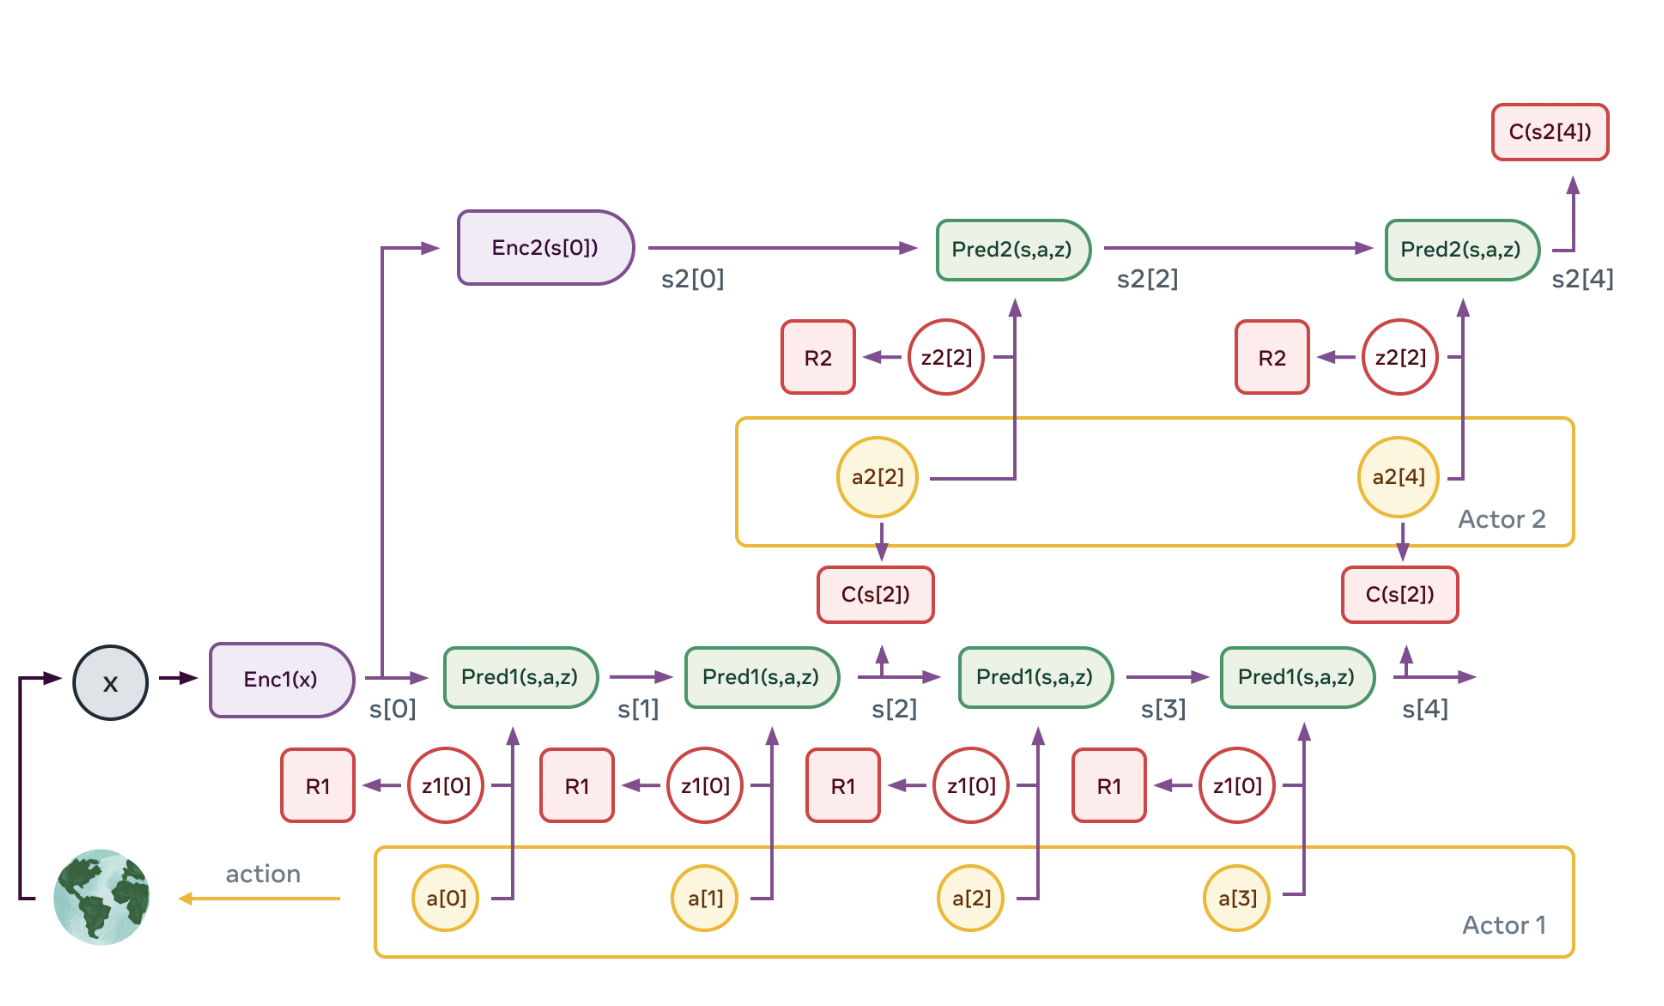 C(s2[4])
Enc2(s[0])
Pred2(s,a,z)
Pred2(s,a,z)
s2[0]
s2[2]
s2[4]
R2
z2[2]
R2
z2[2]
a2[2]
a2[4]
Actor 2
C(s[2])
C(s[2])
x
Enc1(x)
Pred1(s,a,z)
Pred1(s,a,z)
Pred1(s,a,z)
Pred1(s,a,z)
s[0]
s[1]
s[2]
s[3]
s[4]
R1
z1[0]
R1
z1[0]
R1
z1[0]
R1
z1[0]
action
a[0]
a[1]
a[2]
a[3]
Actor 1